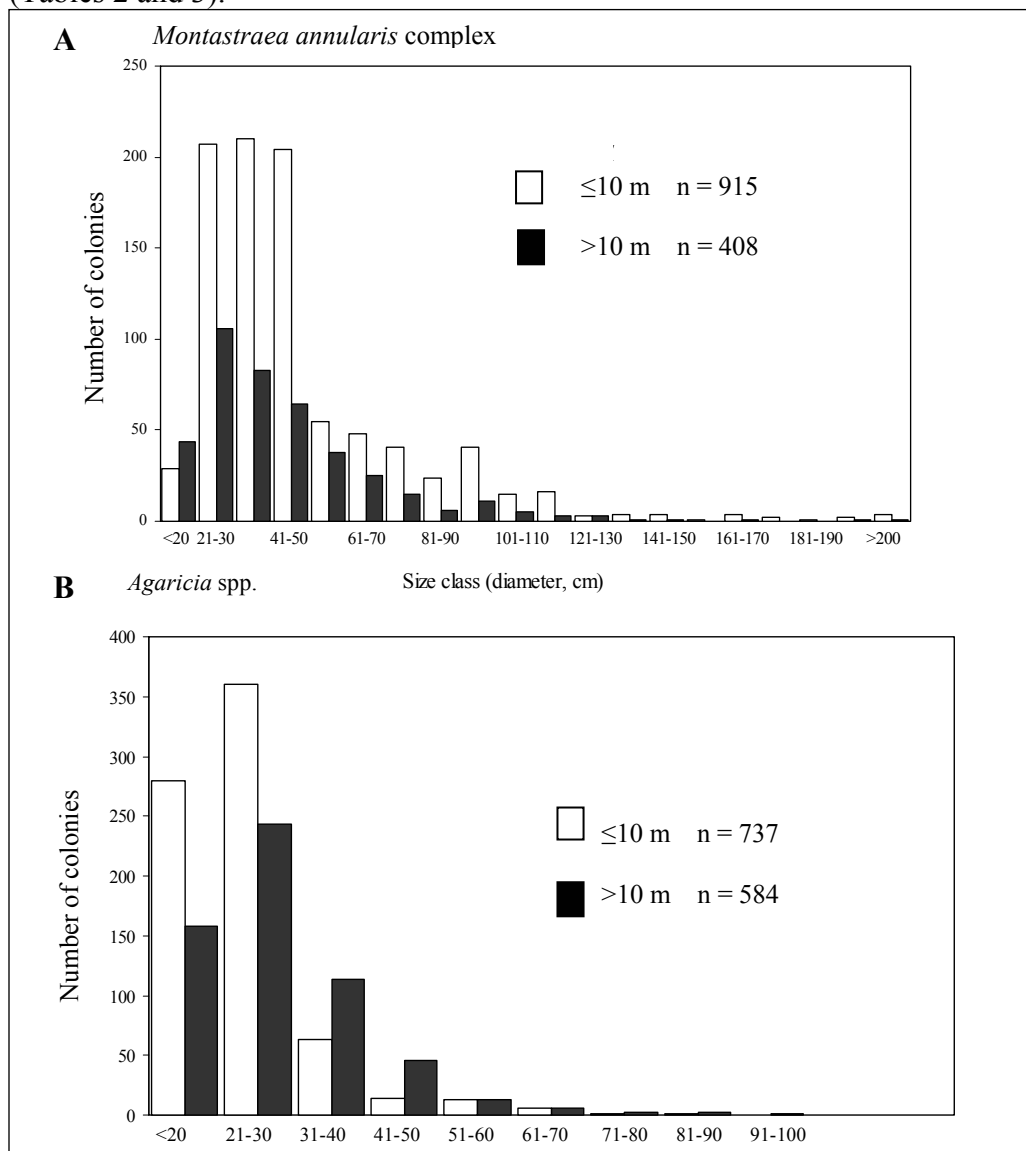 (Tables 2 and 3).
A Montastraea annularis complex
250
200
150
100
50
0
Number of colonies
≤10 m n = 915
>10 m n = 408
<20 21-30 41-50 61-70 81-90 101-110 121-130 141-150 161-170 181-190 >200
B Agaricia spp. Size class (diameter, cm)
400
350
300
250
200
150
100
50
0
Number of colonies
≤10 m n = 737
>10 m n = 584
<20 21-30 31-40 41-50 51-60 61-70 71-80 81-90 91-100